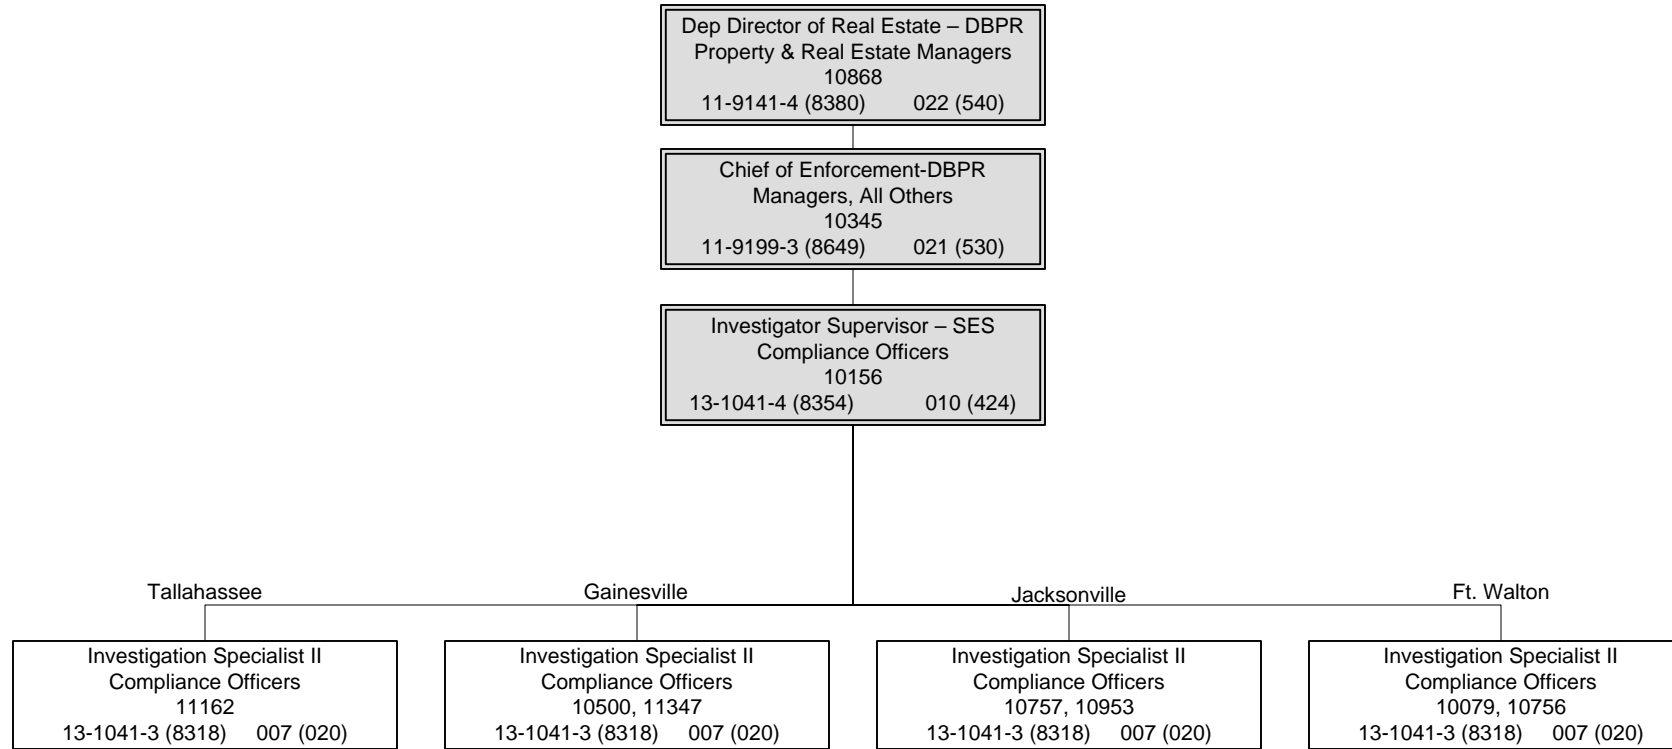 Dep Director of Real Estate – DBPR
Property & Real Estate Managers
10868
11-9141-4 (8380) 022 (540)
Chief of Enforcement-DBPR
Managers, All Others
10345
11-9199-3 (8649) 021 (530)
Investigator Supervisor – SES
Compliance Officers
10156
13-1041-4 (8354) 010 (424)
Tallahassee
Investigation Specialist II
Compliance Officers
11162
13-1041-3 (8318) 007 (020)
Gainesville
Investigation Specialist II
Compliance Officers
10500, 11347
13-1041-3 (8318) 007 (020)
Jacksonville
Investigation Specialist II
Compliance Officers
10757, 10953
13-1041-3 (8318) 007 (020)
Ft. Walton
Investigation Specialist II
Compliance Officers
10079, 10756
13-1041-3 (8318) 007 (020)